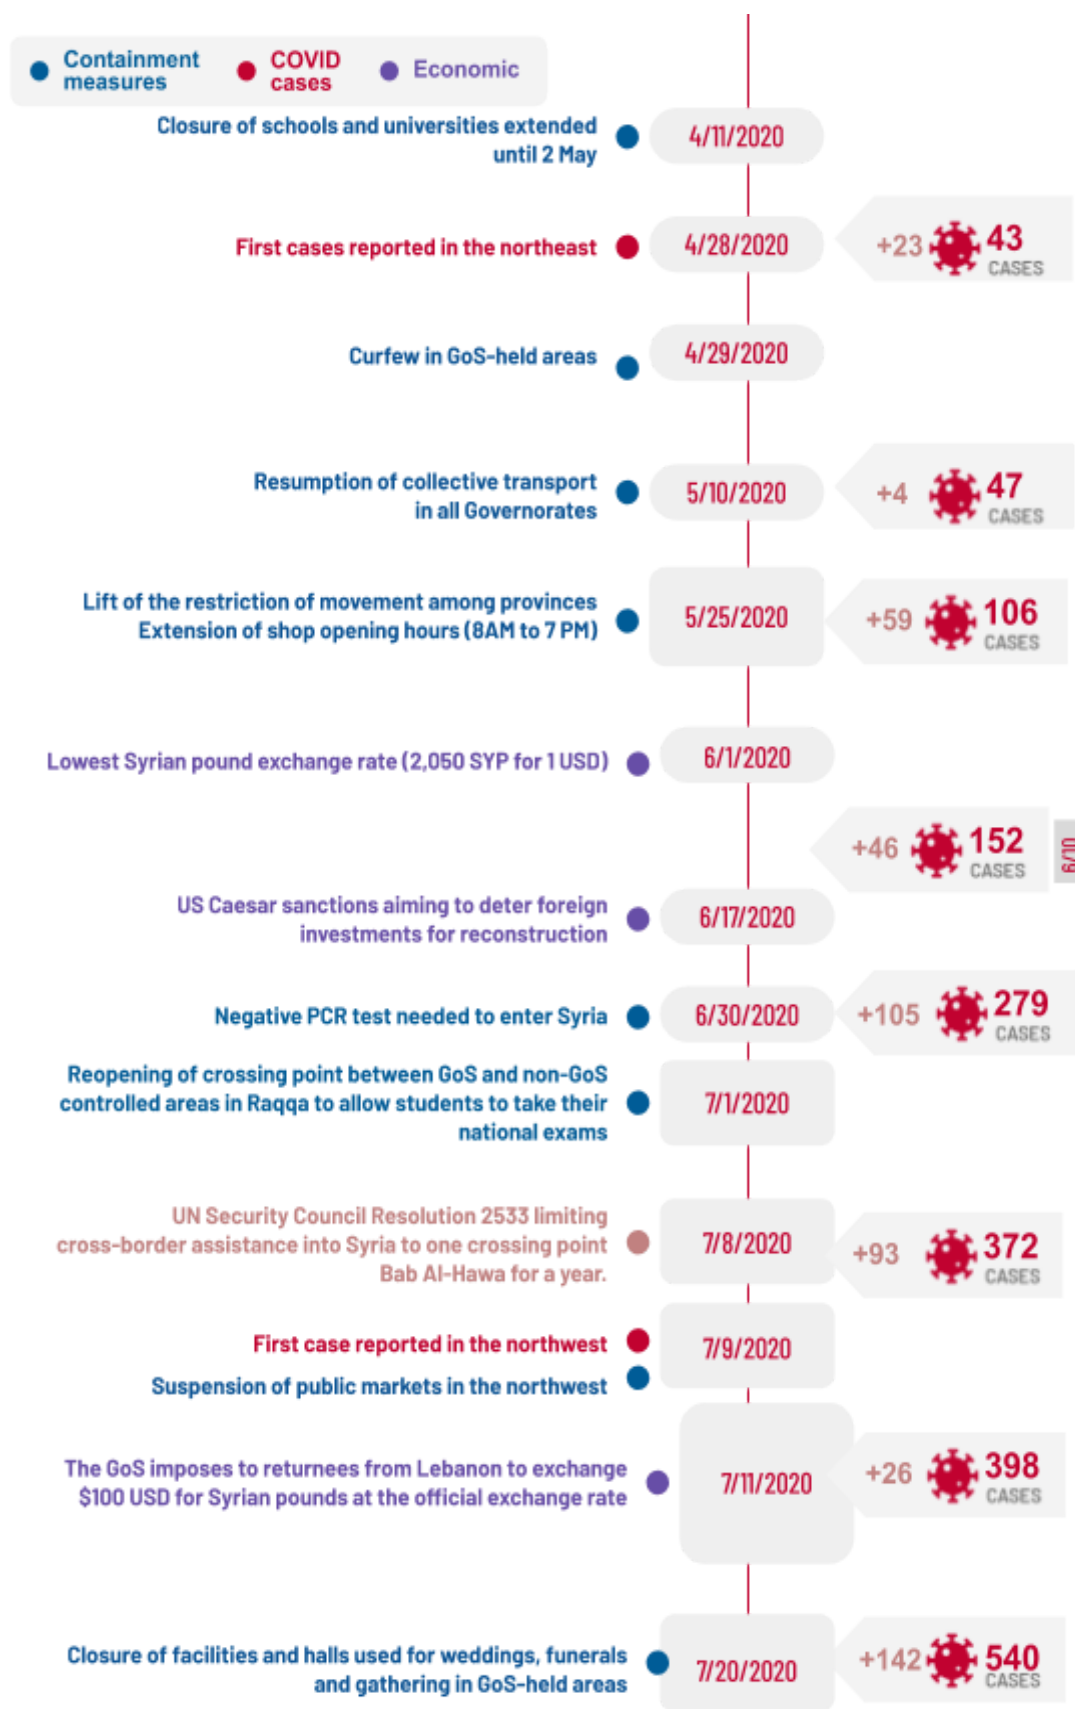 Containment
measures
COVID
cases
Economic
Closure of schools and universities extended
until 2 May
4/11/2020
First cases reported in the northeast
4/28/2020
+23
43
CASES
Curfew in GoS-held areas
4/29/2020
Resumption of collective transport
in all Governorates
5/10/2020
+4
47
CASES
Lift of the restriction of movement among provinces
Extension of shop opening hours (8AM to 7 PM)
5/25/2020
+59
106
CASES
Lowest Syrian pound exchange rate (2,050 SYP for 1 USD)
6/1/2020
+46
152
CASES
6/10
US Caesar sanctions aiming to deter foreign
investments for reconstruction
6/17/2020
Negative PCR test needed to enter Syria
6/30/2020
+105
279
CASES
Reopening of crossing point between GoS and non-GoS
controlled areas in Raqqa to allow students to take their
national exams
7/1/2020
UN Security Council Resolution 2533 limiting
cross-border assistance into Syria to one crossing point
Bab Al-Hawa for a year.
7/8/2020
+93
372
CASES
First case reported in the northwest
Suspension of public markets in the northwest
7/9/2020
The GoS imposes to returnees from Lebanon to exchange
$100 USD for Syrian pounds at the official exchange rate
7/11/2020
+26
398
CASES
Closure of facilities and halls used for weddings, funerals
and gathering in GoS-held areas
7/20/2020
+142
540
CASES